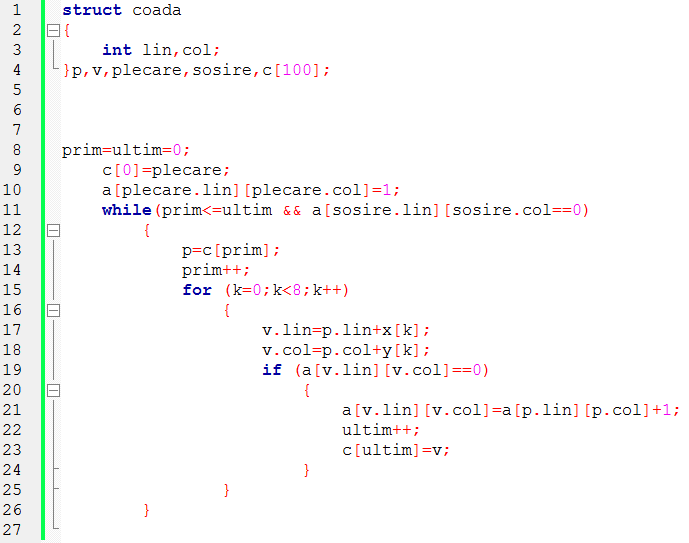 1 struct coada
2 {
3 int lin,col;
4 }p,v,plecare,sosire,c[100];
5
6
7
8 prim=ultim=0;
9 c[0]=plecare;
10 a[plecare.lin][plecare.col]=1;
11 while(prim<=ultim && a[sosire.lin][sosire.col==0)
12 {
13 p=c[prim];
14 prim++;
15 for (k=0;k<8;k++)
16 {
17 v.lin=p.lin+x[k];
18 v.col=p.col+y[k];
19 if (a[v.lin][v.col]==0)
20 {
21 a[v.lin][v.col]=a[p.lin][p.col]+1;
22 ultim++;
23 c[ultim]=v;
24 }
25 }
26 }
27